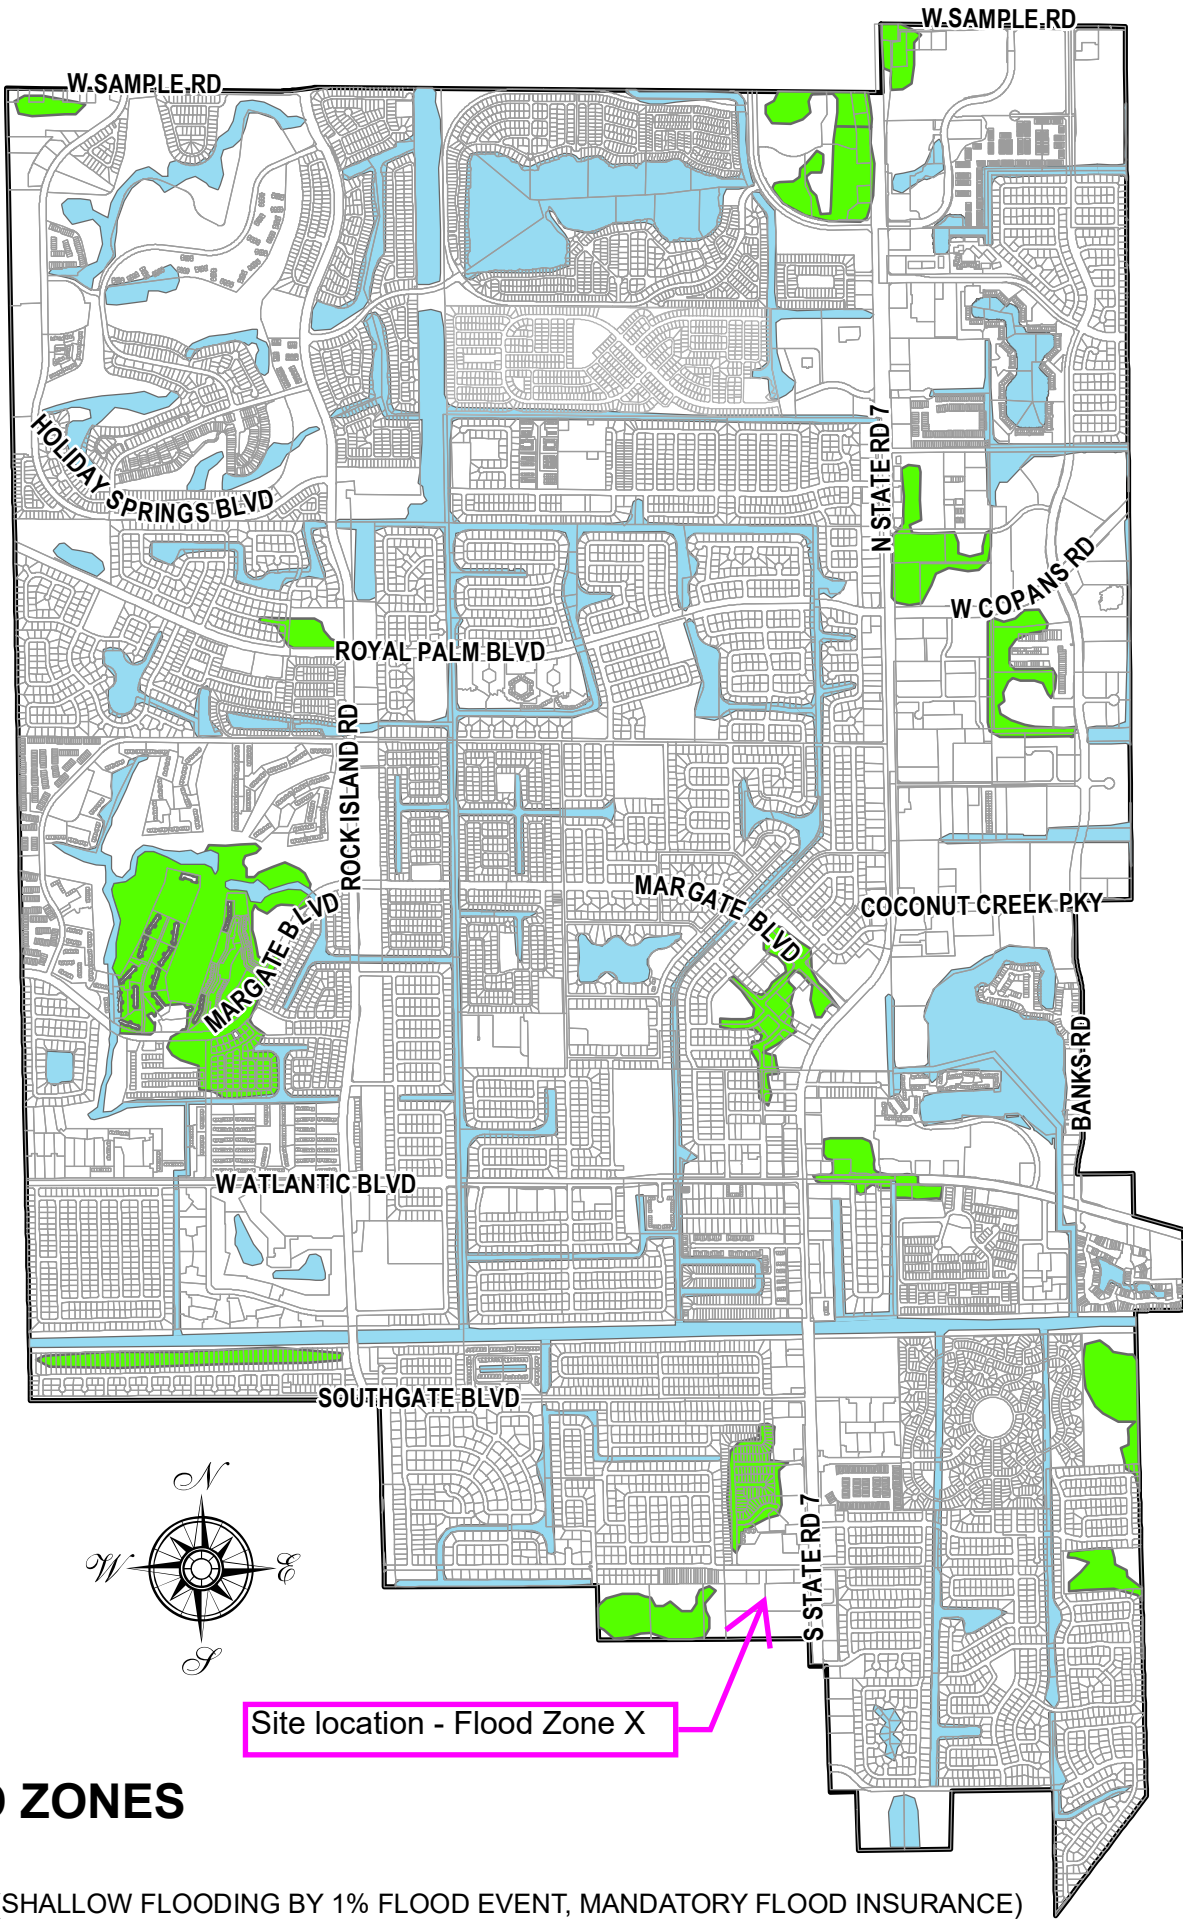 W SAMPLE RD
W SAMPLE RD
HOLIDAY SPRINGS BLVD
N STATE RD 7
W COPANS RD
ROYAL PALM BLVD
ROCK ISLAND RD
MARGATE BLVD
COCONUT CREEK PKY
MARGATE BLVD
BANKS RD
W ATLANTIC BLVD
SOUTHGATE BLVD
N
W E
S
S STATE RD 7
Site location - Flood Zone X
ZONES
SHALLOW FLOODING BY 1% FLOOD EVENT, MANDATORY FLOOD INSURANCE)